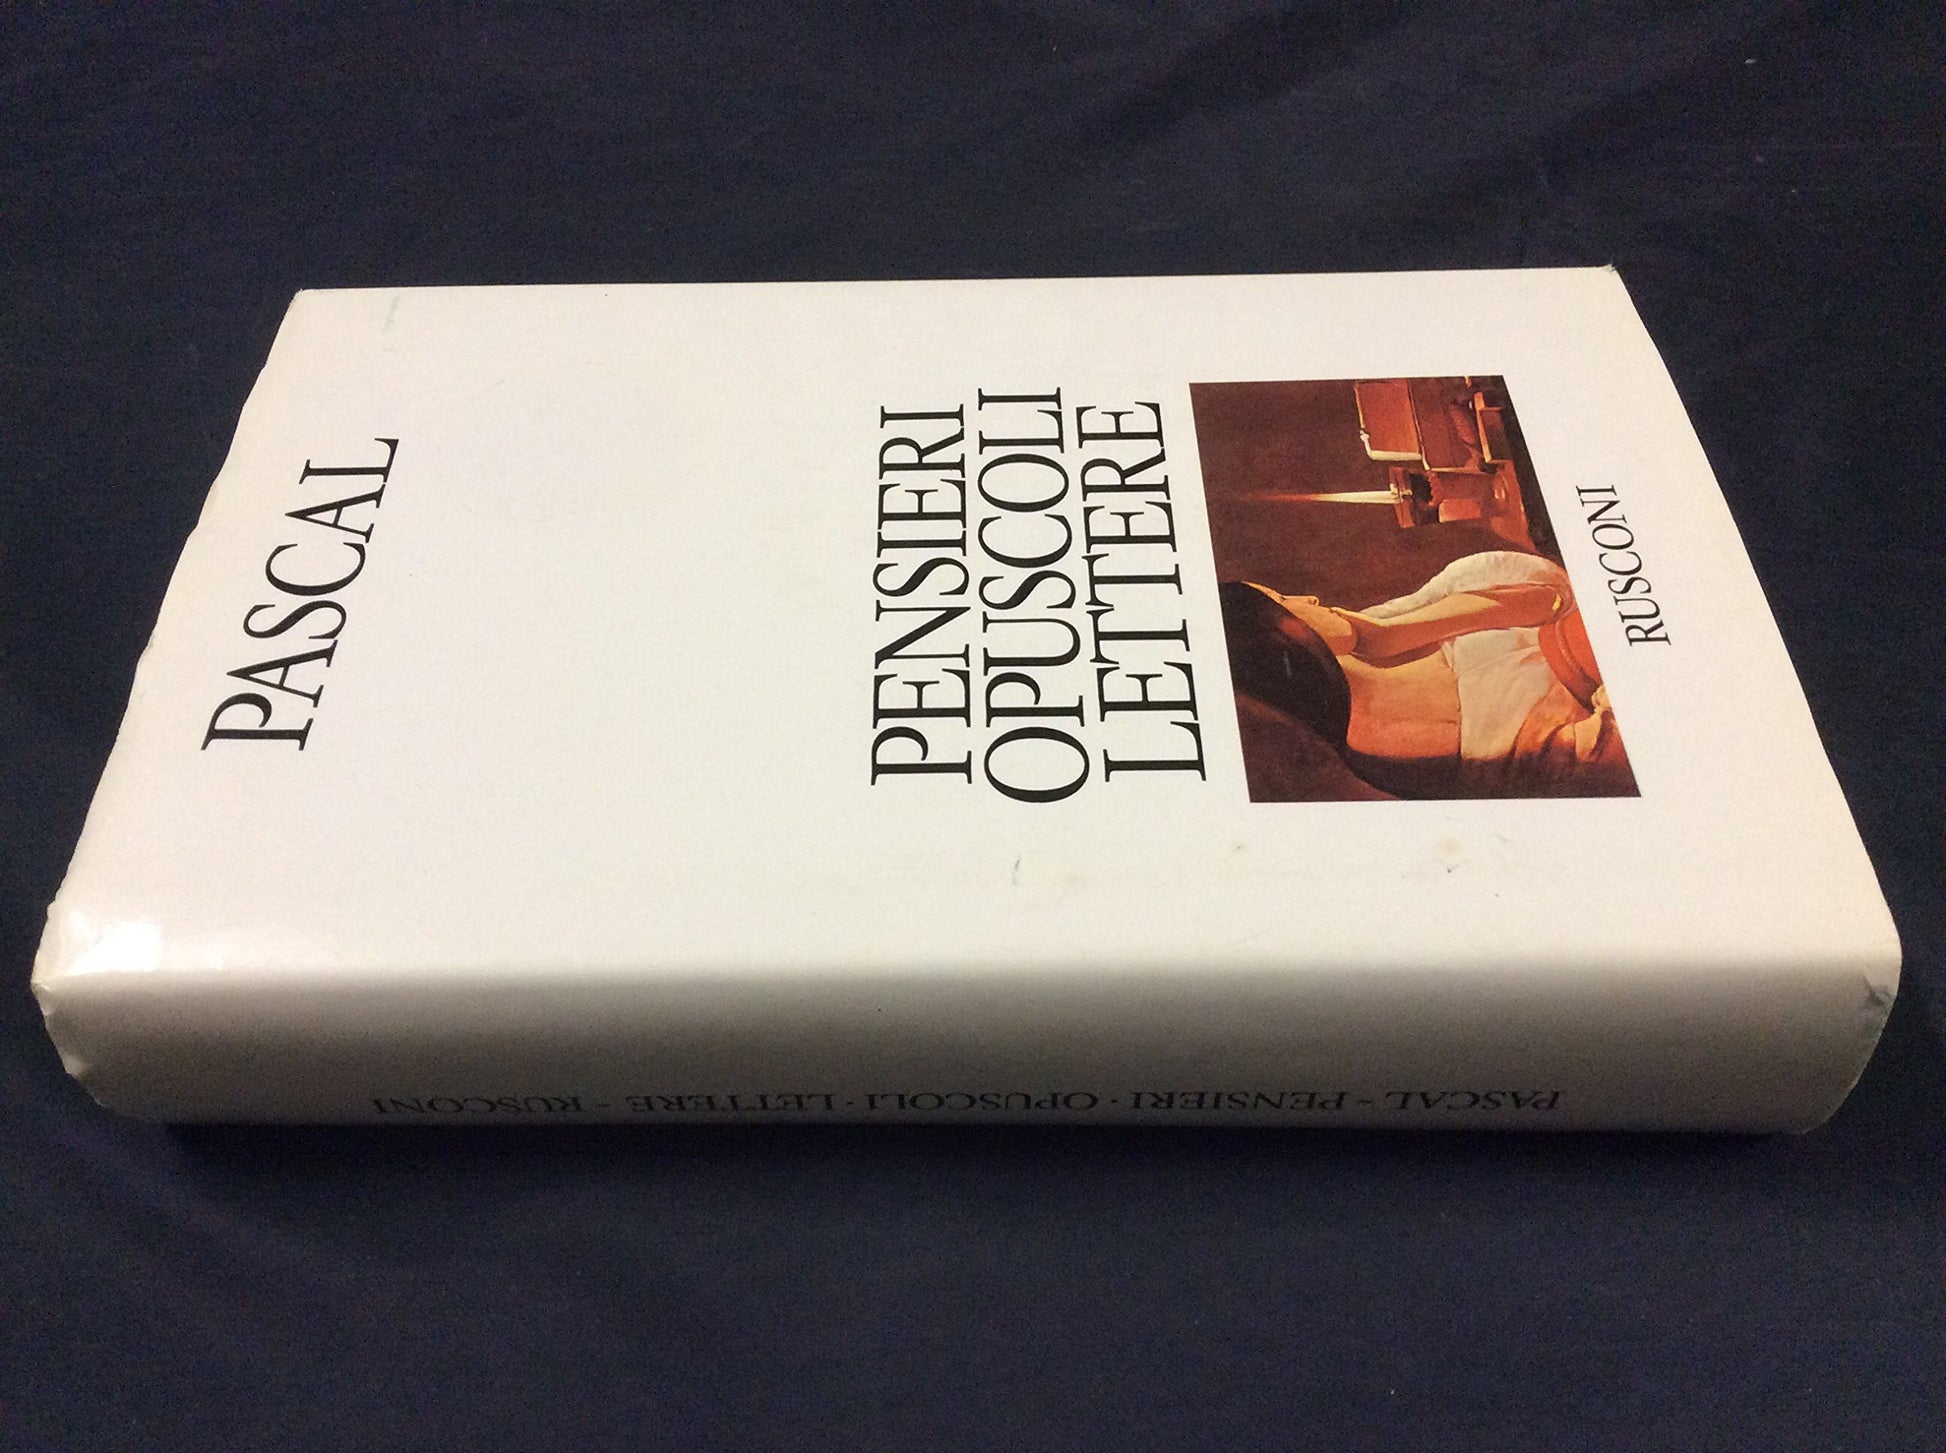 PASCAL
PENSIERI
OPUSCOLI
LETTERE
RUSCONI
PASCAL - PENSIERI · OPUSCOLI · LETTERE - RUSCONI